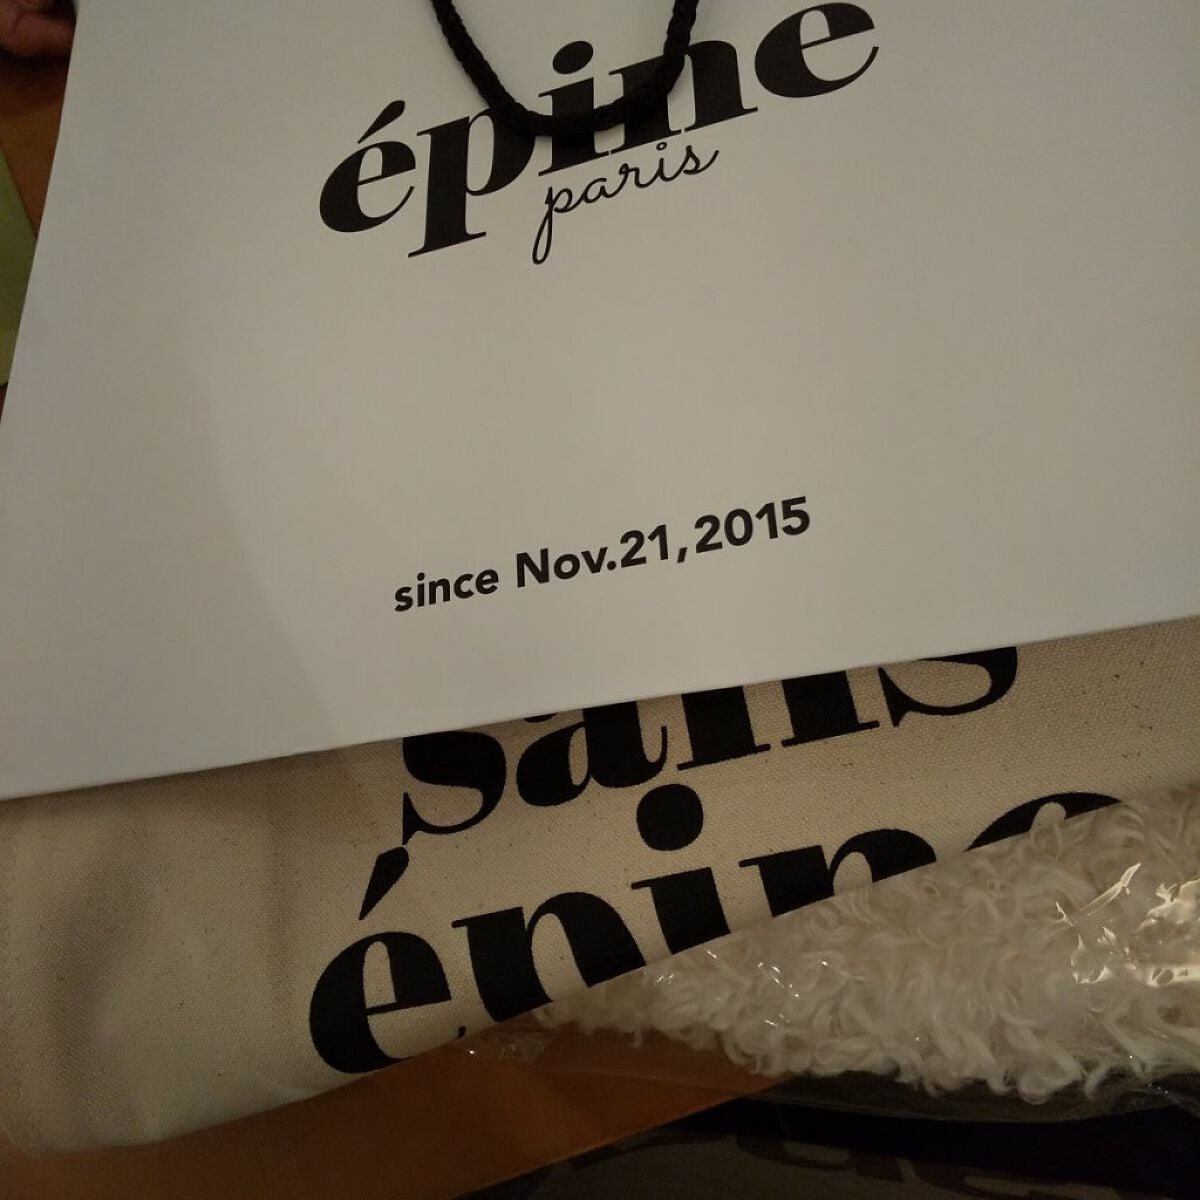 épine
paris
since Nov.21,2015
sans
épine